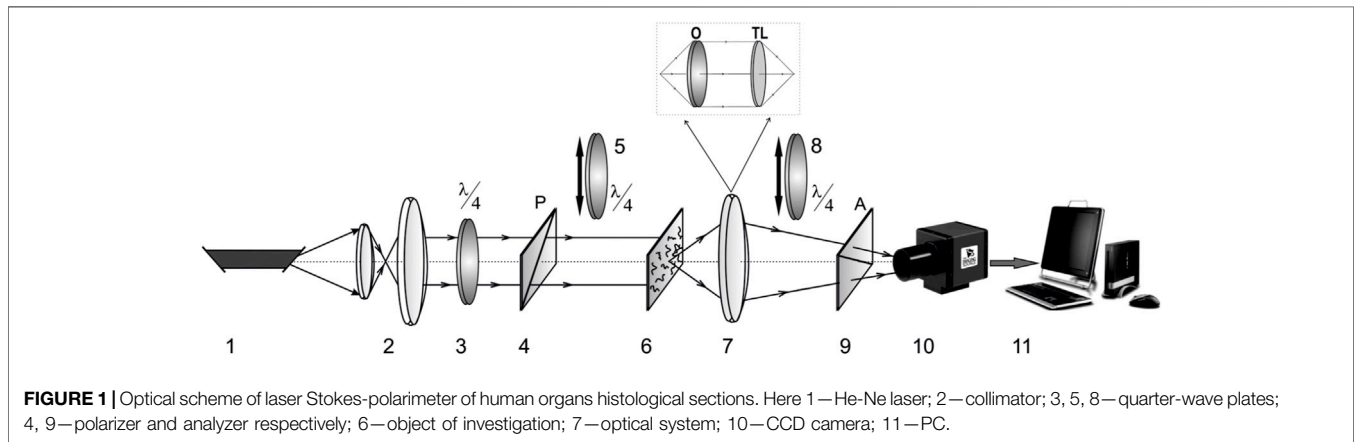 O TL
5
8
λ/4
λ/4
λ/4
P
A
1 2 3 4 6 7 9 10 11
FIGURE 1 | Optical scheme of laser Stokes-polarimeter of human organs histological sections. Here 1—He-Ne laser; 2—collimator; 3, 5, 8—quarter-wave plates;
4, 9—polarizer and analyzer respectively; 6—object of investigation; 7—optical system; 10—CCD camera; 11—PC.